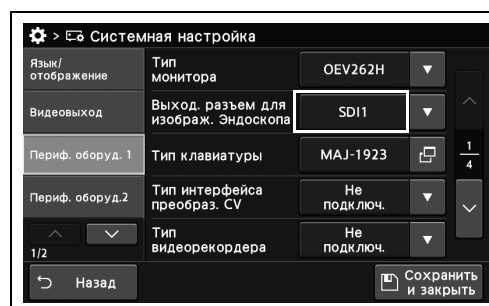 > Системная настройка
Язык/
отображение
Тип
монитора
OEV262H
Видеовыход
Выход. разъем для
изображ. Эндоскопа
SDI1
Периф. оборуд. 1
Тип клавиатуры
MAJ-1923
1
4
Периф. оборуд.2
Тип интерфейса
преобраз. CV
Не
подключ.
1/2
Тип
видеорекордера
Не
подключ.
Назад
Сохранить
и закрыть